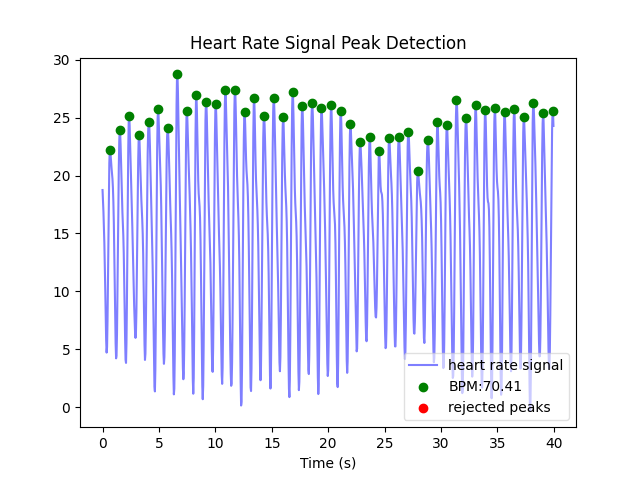 Heart Rate Signal Peak Detection
30
25
20
15
10
5
0
heart rate signal
BPM:70.41
rejected peaks
0 5 10 15 20 25 30 35 40
Time (s)